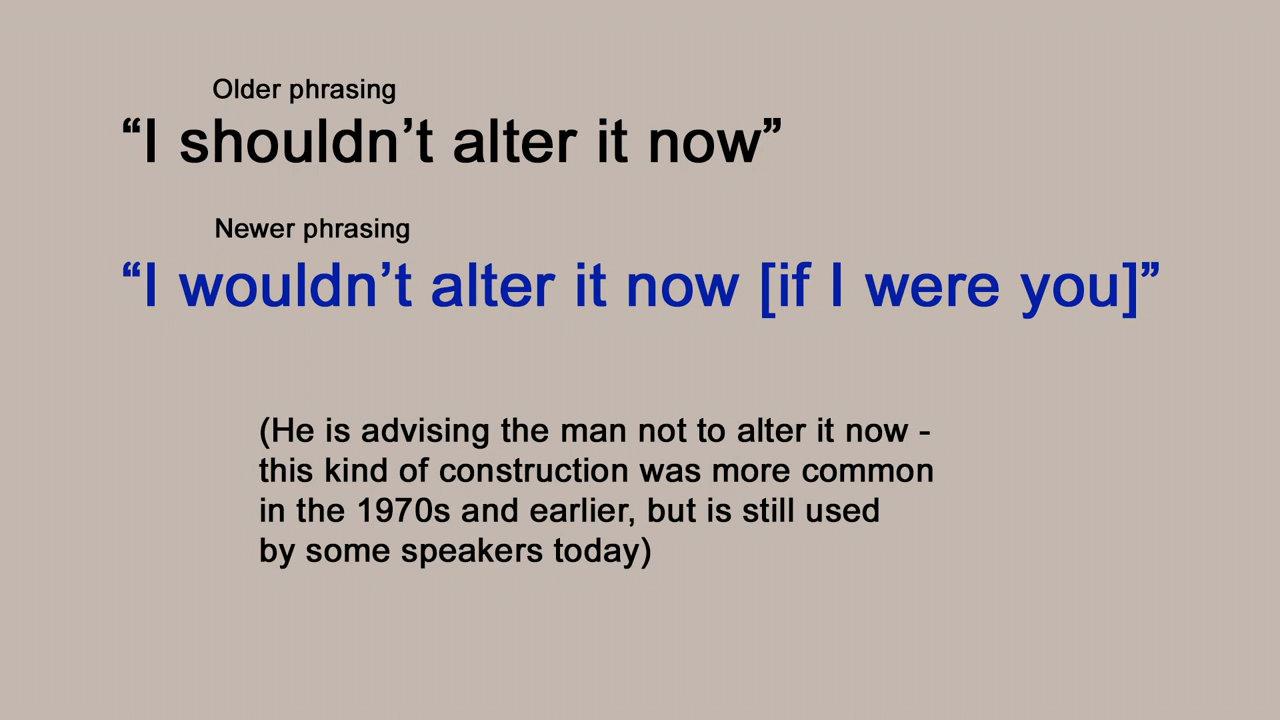 Older phrasing
“I shouldn’t alter it now”
Newer phrasing
“I wouldn’t alter it now [if I were you]”
(He is advising the man not to alter it now -
this kind of construction was more common
in the 1970s and earlier, but is still used
by some speakers today)